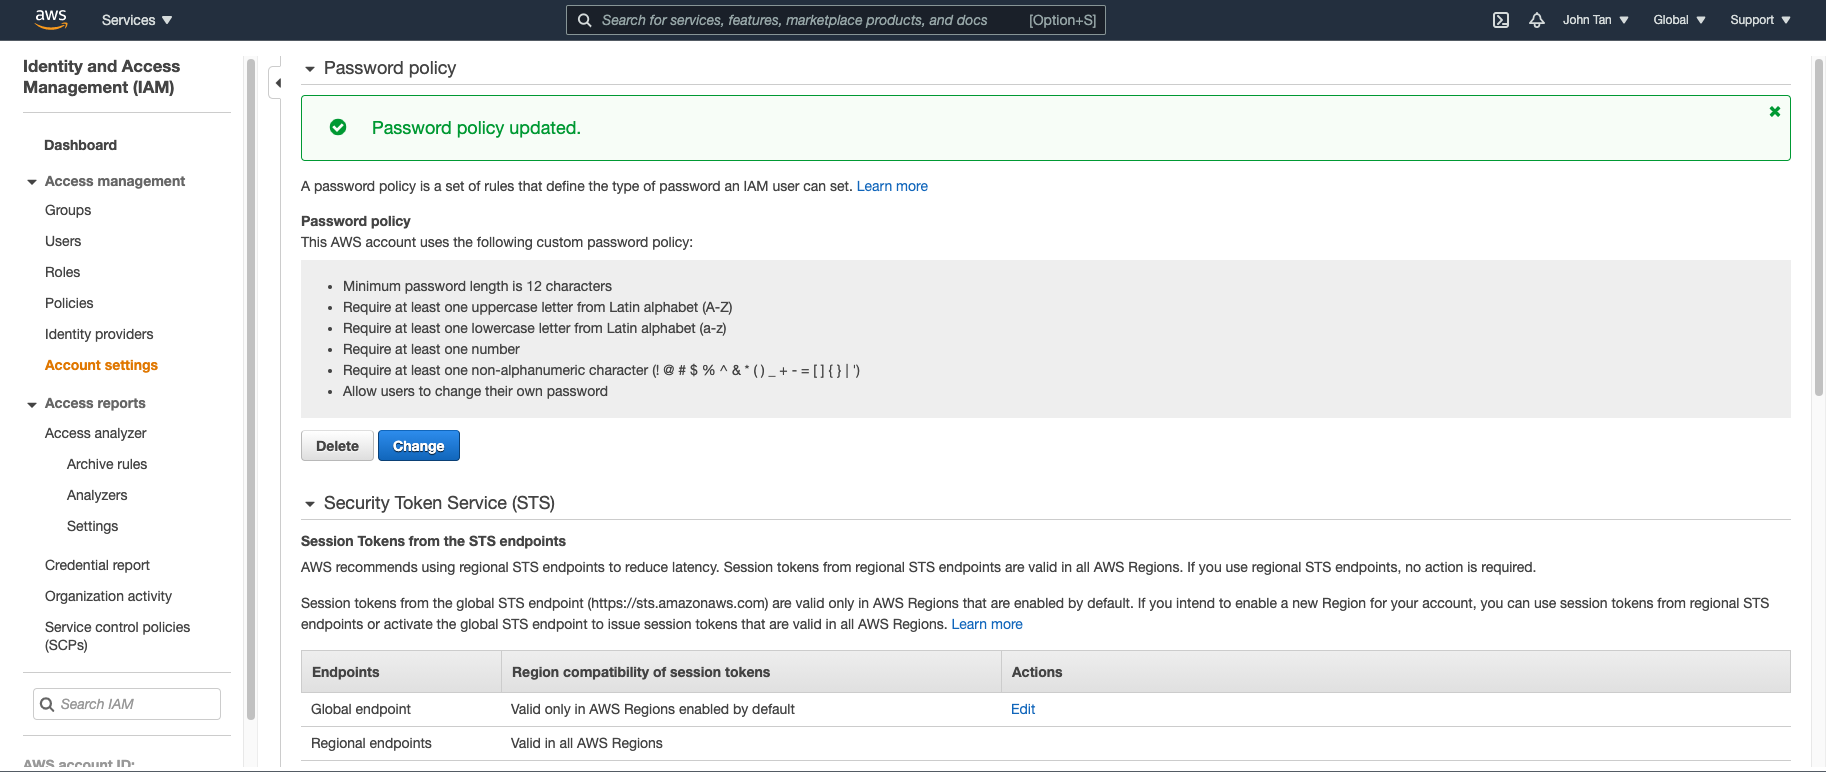 aws
Services
Search for services, features, marketplace products, and docs [Option+S]
John Tan
Global
Support
Identity and Access
Management (IAM)
Dashboard
Access management
Groups
Users
Roles
Policies
Identity providers
Account settings
Access reports
Access analyzer
Archive rules
Analyzers
Settings
Credential report
Organization activity
Service control policies
(SCPs)
Search IAM
AWS account ID:
Password policy
Password policy updated.
A password policy is a set of rules that define the type of password an IAM user can set. Learn more
Password policy
This AWS account uses the following custom password policy:
• Minimum password length is 12 characters
• Require at least one uppercase letter from Latin alphabet (A-Z)
• Require at least one lowercase letter from Latin alphabet (a-z)
• Require at least one number
• Require at least one non-alphanumeric character (! @ # $ % ^ & * ( ) _ + - = [ ] { } | ')
• Allow users to change their own password
Delete
Change
Security Token Service (STS)
Session Tokens from the STS endpoints
AWS recommends using regional STS endpoints to reduce latency. Session tokens from regional STS endpoints are valid in all AWS Regions. If you use regional STS endpoints, no action is required.
Session tokens from the global STS endpoint (https://sts.amazonaws.com) are valid only in AWS Regions that are enabled by default. If you intend to enable a new Region for your account, you can use session tokens from regional STS
endpoints or activate the global STS endpoint to issue session tokens that are valid in all AWS Regions. Learn more
Endpoints Region compatibility of session tokens Actions
Global endpoint Valid only in AWS Regions enabled by default Edit
Regional endpoints Valid in all AWS Regions